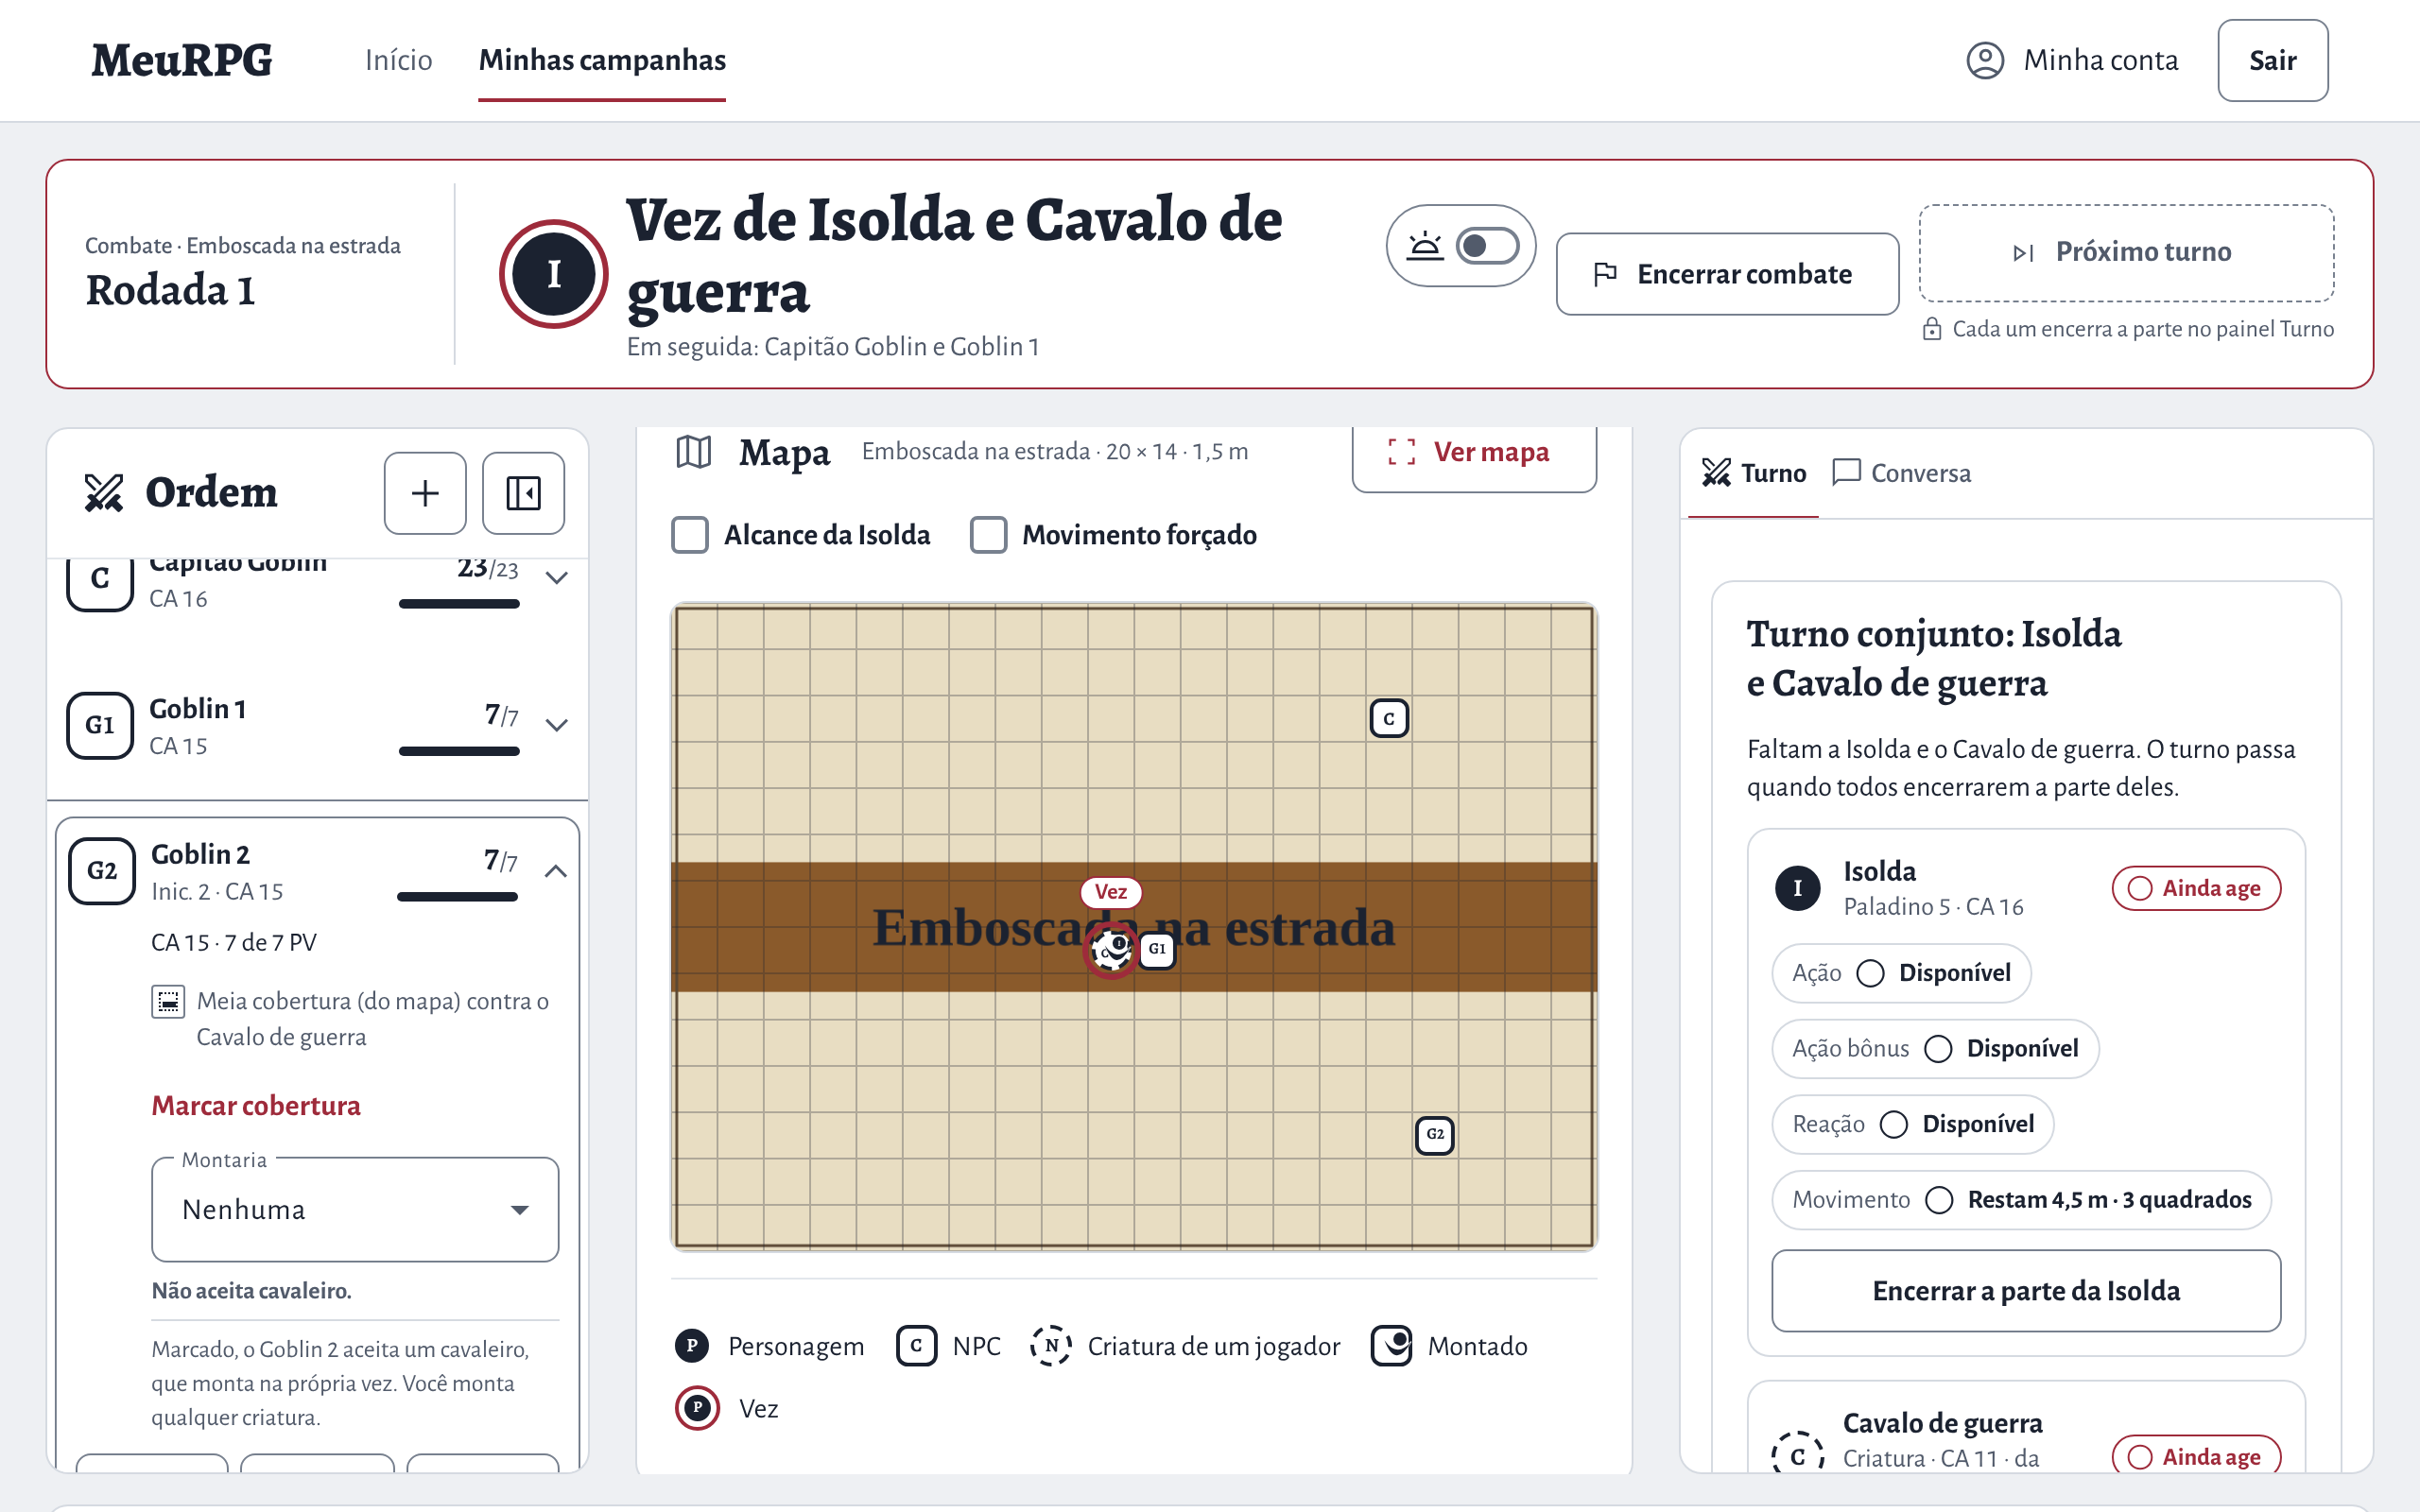 MeuRPG
Início
Minhas campanhas
Minha conta
Sair
Combate · Emboscada na estrada
Rodada 1
I
Vez de Isolda e Cavalo de
guerra
Em seguida: Capitão Goblin e Goblin 1
Encerrar combate
Próximo turno
Cada um encerra a parte no painel Turno
Ordem
C
Capitão Goblin
23/23
CA 16
G1
Goblin 1
7/7
CA 15
G2
Goblin 2
7/7
Inic. 2 · CA 15
CA 15 · 7 de 7 PV
Meia cobertura (do mapa) contra o
Cavalo de guerra
Marcar cobertura
Montaria
Nenhuma
Não aceita cavaleiro.
Marcado, o Goblin 2 aceita um cavaleiro,
que monta na própria vez. Você monta
qualquer criatura.
Mapa
Emboscada na estrada · 20 × 14 · 1,5 m
Ver mapa
Alcance da Isolda
Movimento forçado
C
Vez
Emboscada na estrada
C
I
G1
G2
P
Personagem
C
NPC
N
Criatura de um jogador
Montado
P
Vez
Turno
Conversa
Turno conjunto: Isolda
e Cavalo de guerra
Faltam a Isolda e o Cavalo de guerra. O turno passa
quando todos encerrarem a parte deles.
I
Isolda
Paladino 5 · CA 16
Ainda age
Ação
Disponível
Ação bônus
Disponível
Reação
Disponível
Movimento
Restam 4,5 m · 3 quadrados
Encerrar a parte da Isolda
C
Cavalo de guerra
Criatura · CA 11 · da
Ainda age